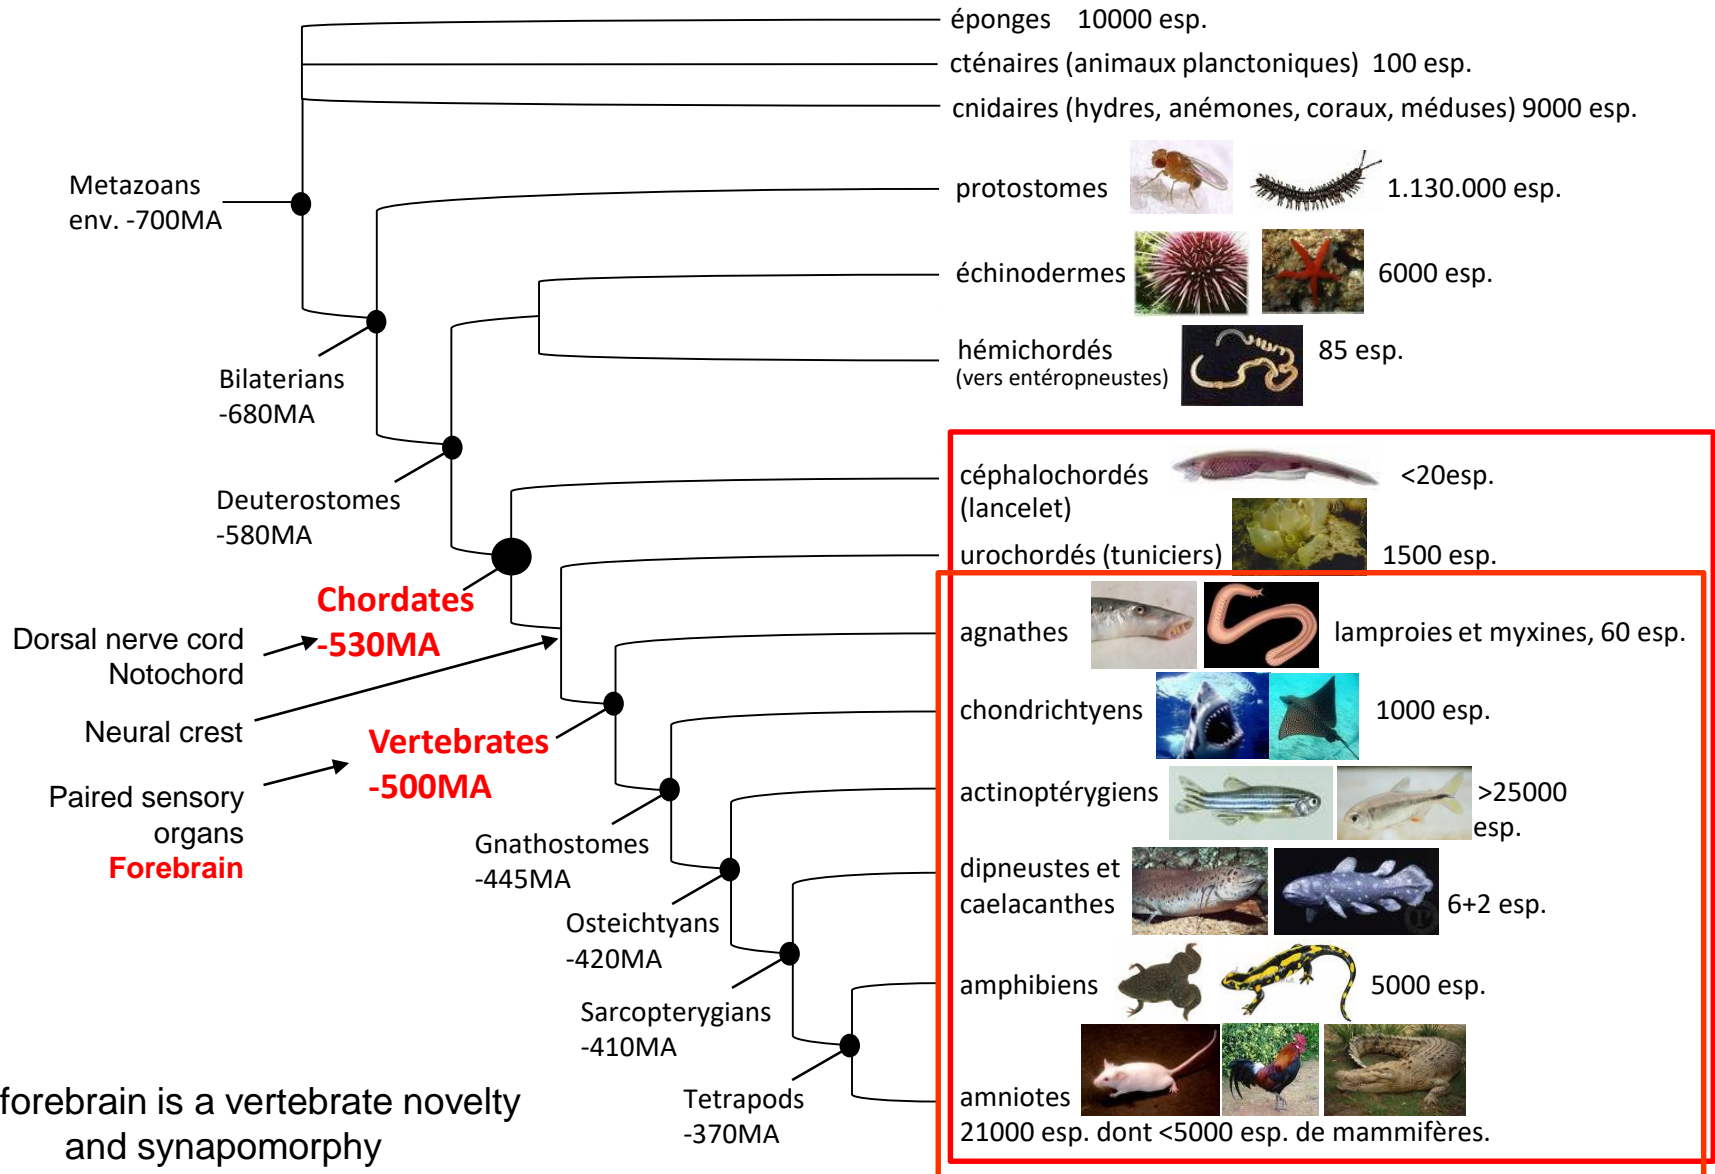 éponges 10000 esp.
cténaires (animaux planctoniques) 100 esp.
cnidaires (hydres, anémones, coraux, méduses) 9000 esp.
Metazoans
env. -700MA
protostomes 1.130.000 esp.
échinodermes 6000 esp.
hémichordés 85 esp.
(vers entéropneustes)
Bilaterians
-680MA
Deuterostomes
-580MA
céphalochordés <20esp.
(lancelet)
urochordés (tuniciers) 1500 esp.
Chordates
-530MA
Dorsal nerve cord
Notochord
Neural crest
agnathes lamproies et myxines, 60 esp.
Vertebrates
-500MA
chondrichtyens 1000 esp.
Paired sensory
organs
Forebrain
actinoptérygiens >25000
esp.
Gnathostomes
-445MA
dipneustes et
caelacanthes 6+2 esp.
Osteichtyans
-420MA
amphibiens 5000 esp.
Sarcopterygians
-410MA
amniotes
21000 esp. dont <5000 esp. de mammifères.
Tetrapods
-370MA
forebrain is a vertebrate novelty
and synapomorphy